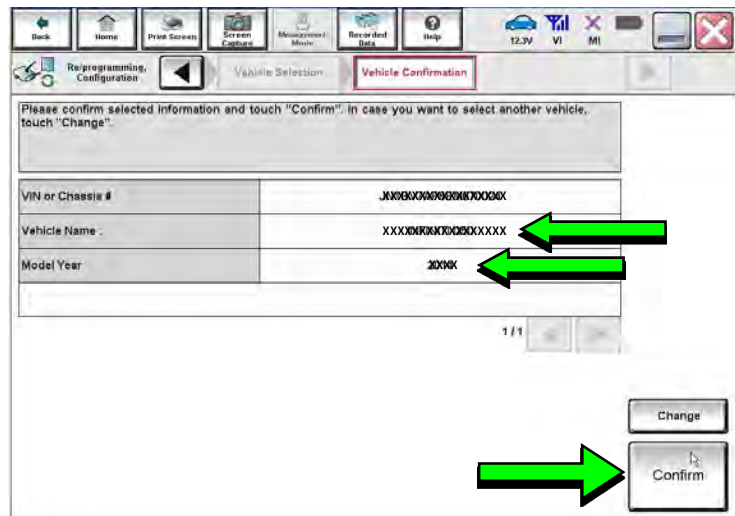 Back Home Print Screen Screen Capture Measurement Mode Recorded Data Help 12.3V VI MI
Re/programming, Configuration Vehicle Selection Vehicle Confirmation
Please confirm selected information and touch "Confirm". In case you want to select another vehicle,
touch "Change".
VIN or Chassis #
Vehicle Name :
Model Year
1/1
Change
Confirm